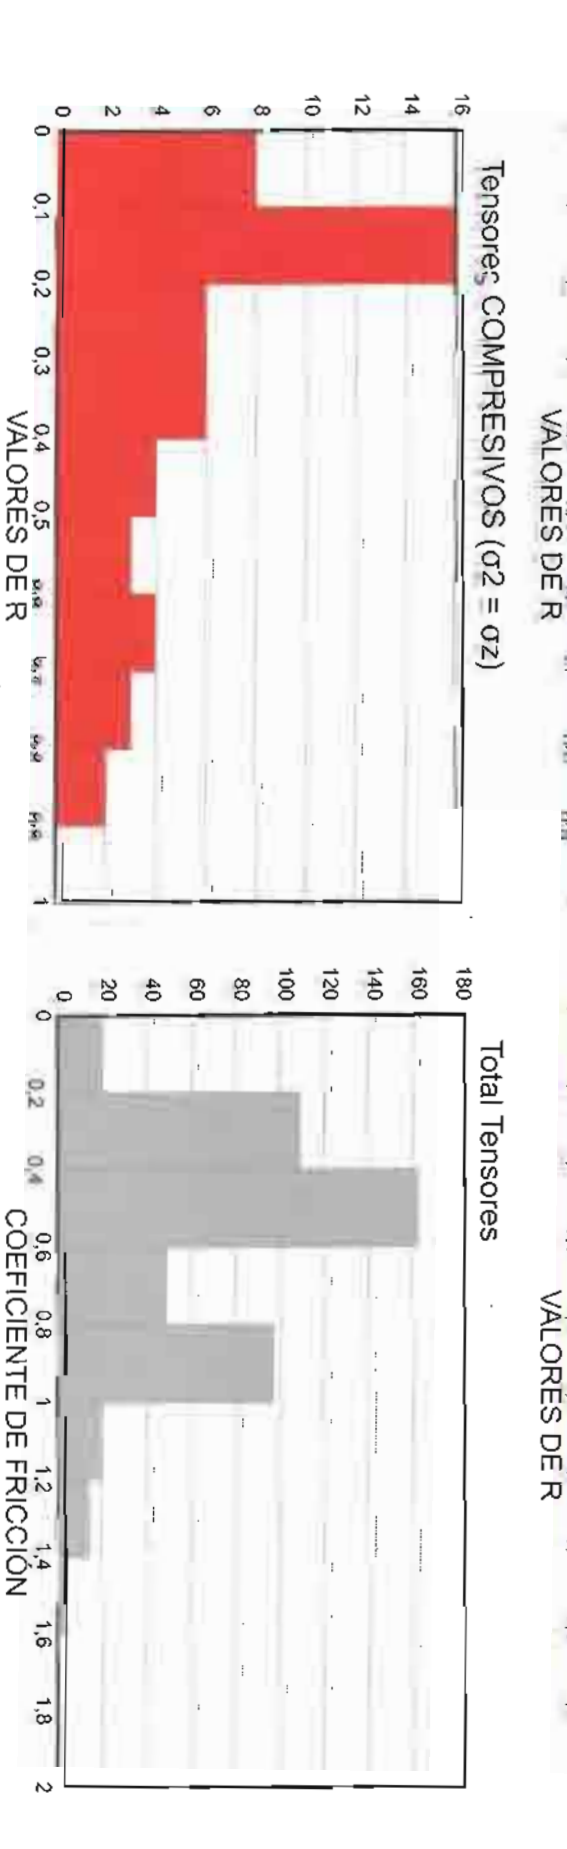 VALORES DE R
VALORES DE R
Tensores COMPRESIVOS (σ2 = σz)
16
14
12
10
8
6
4
2
0
0 0,1 0,2 0,3 0,4 0,5 1
VALORES DE R
Total Tensores
180
160
140
120
100
80
60
40
20
0
0 0,2 0,4 0,6 0,8 1 1,2 1,4 1,6 1,8 2
COEFICIENTE DE FRICCIÓN